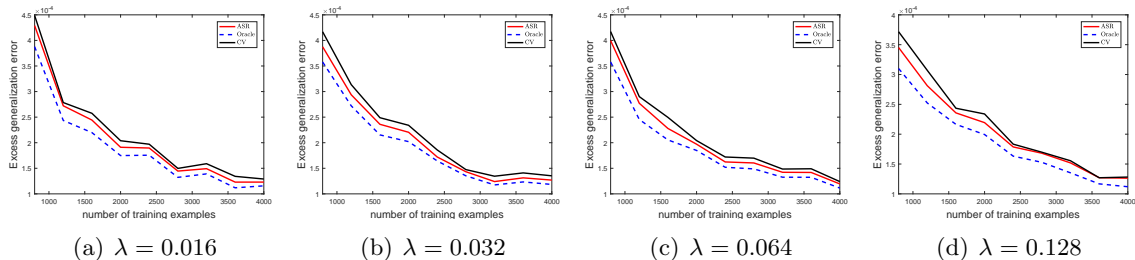 ×10⁻⁴
4.5
4
3.5
3
2.5
2
1.5
1
1000
1500
2000
2500
3000
3500
4000
number of training examples
Excess generalization error
ASR
Oracle
CV
(a) λ = 0.016
×10⁻⁴
4.5
4
3.5
3
2.5
2
1.5
1
1000
1500
2000
2500
3000
3500
4000
number of training examples
Excess generalization error
ASR
Oracle
CV
(b) λ = 0.032
×10⁻⁴
4.5
4
3.5
3
2.5
2
1.5
1
1000
1500
2000
2500
3000
3500
4000
number of training examples
Excess generalization error
ASR
Oracle
CV
(c) λ = 0.064
×10⁻⁴
4
3.5
3
2.5
2
1.5
1
1000
1500
2000
2500
3000
3500
4000
number of training examples
Excess generalization error
ASR
Oracle
CV
(d) λ = 0.128